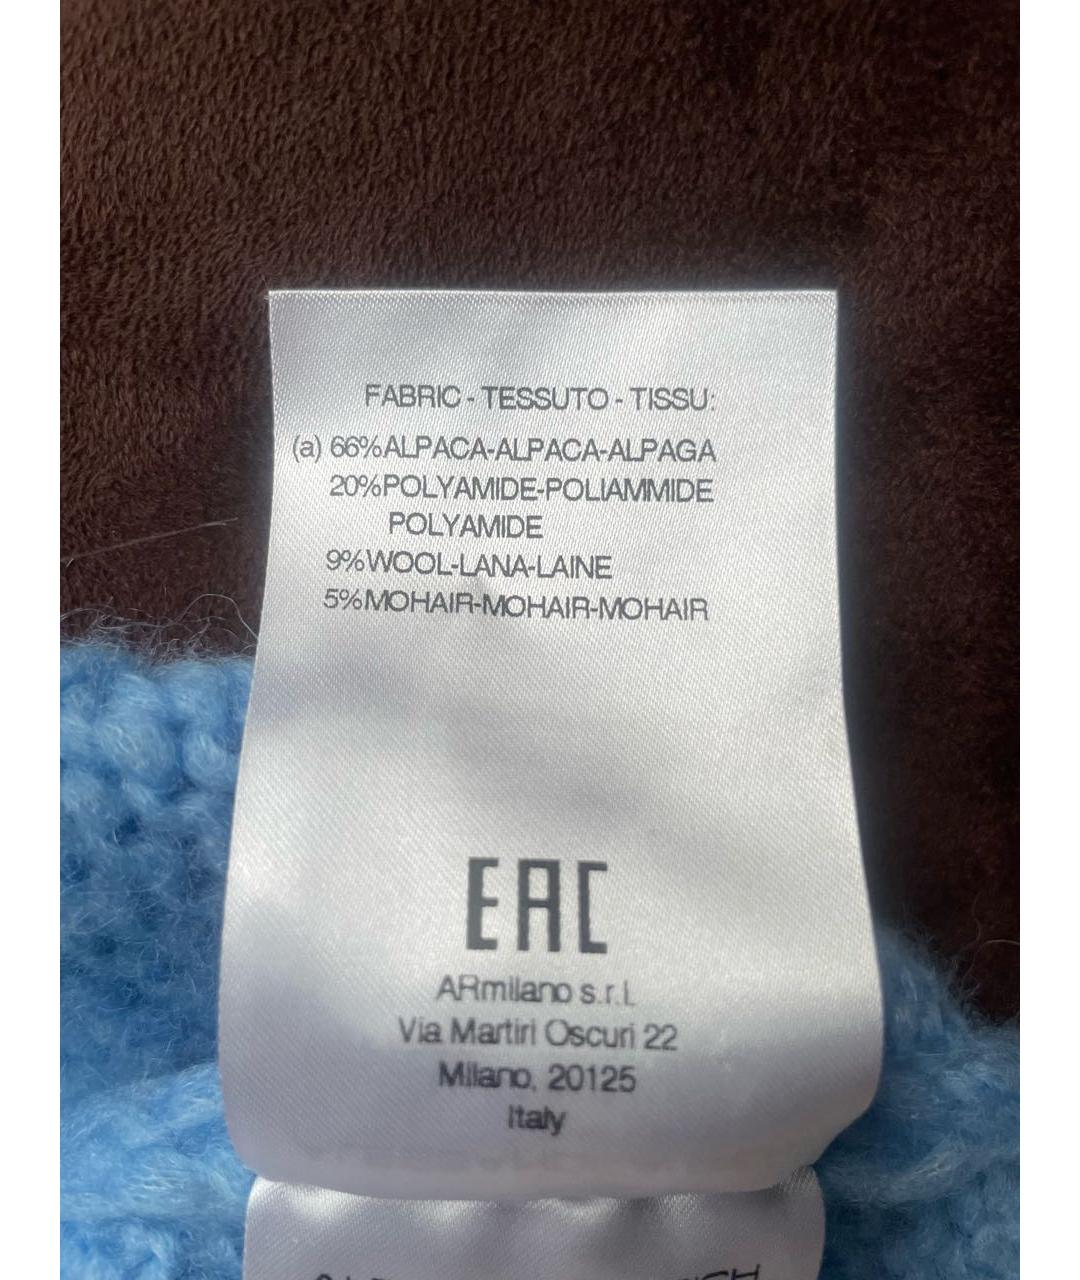 FABRIC - TESSUTO - TISSU:
(a) 66%ALPACA-ALPACA-ALPAGA
20%POLYAMIDE-POLIAMMIDE
POLYAMIDE
9%WOOL-LANA-LAINE
5%MOHAIR-MOHAIR-MOHAIR
EAC
ARmilano s.r.l.
Via Martiri Oscuri 22
Milano, 20125
Italy